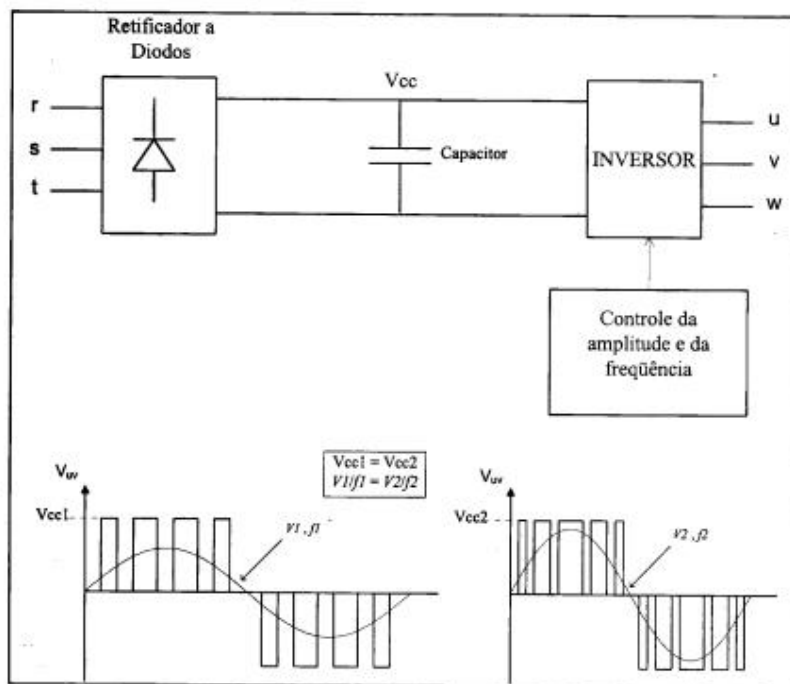 Retificador a
Diodos
Vcc
r
s
t
Capacitor
INVERSOR
u
v
w
Controle da
amplitude e da
freqüência
Vcc1 = Vcc2
V1/f1 = V2/f2
Vuv
Vcc1
V1, f1
Vuv
Vcc2
V2, f2